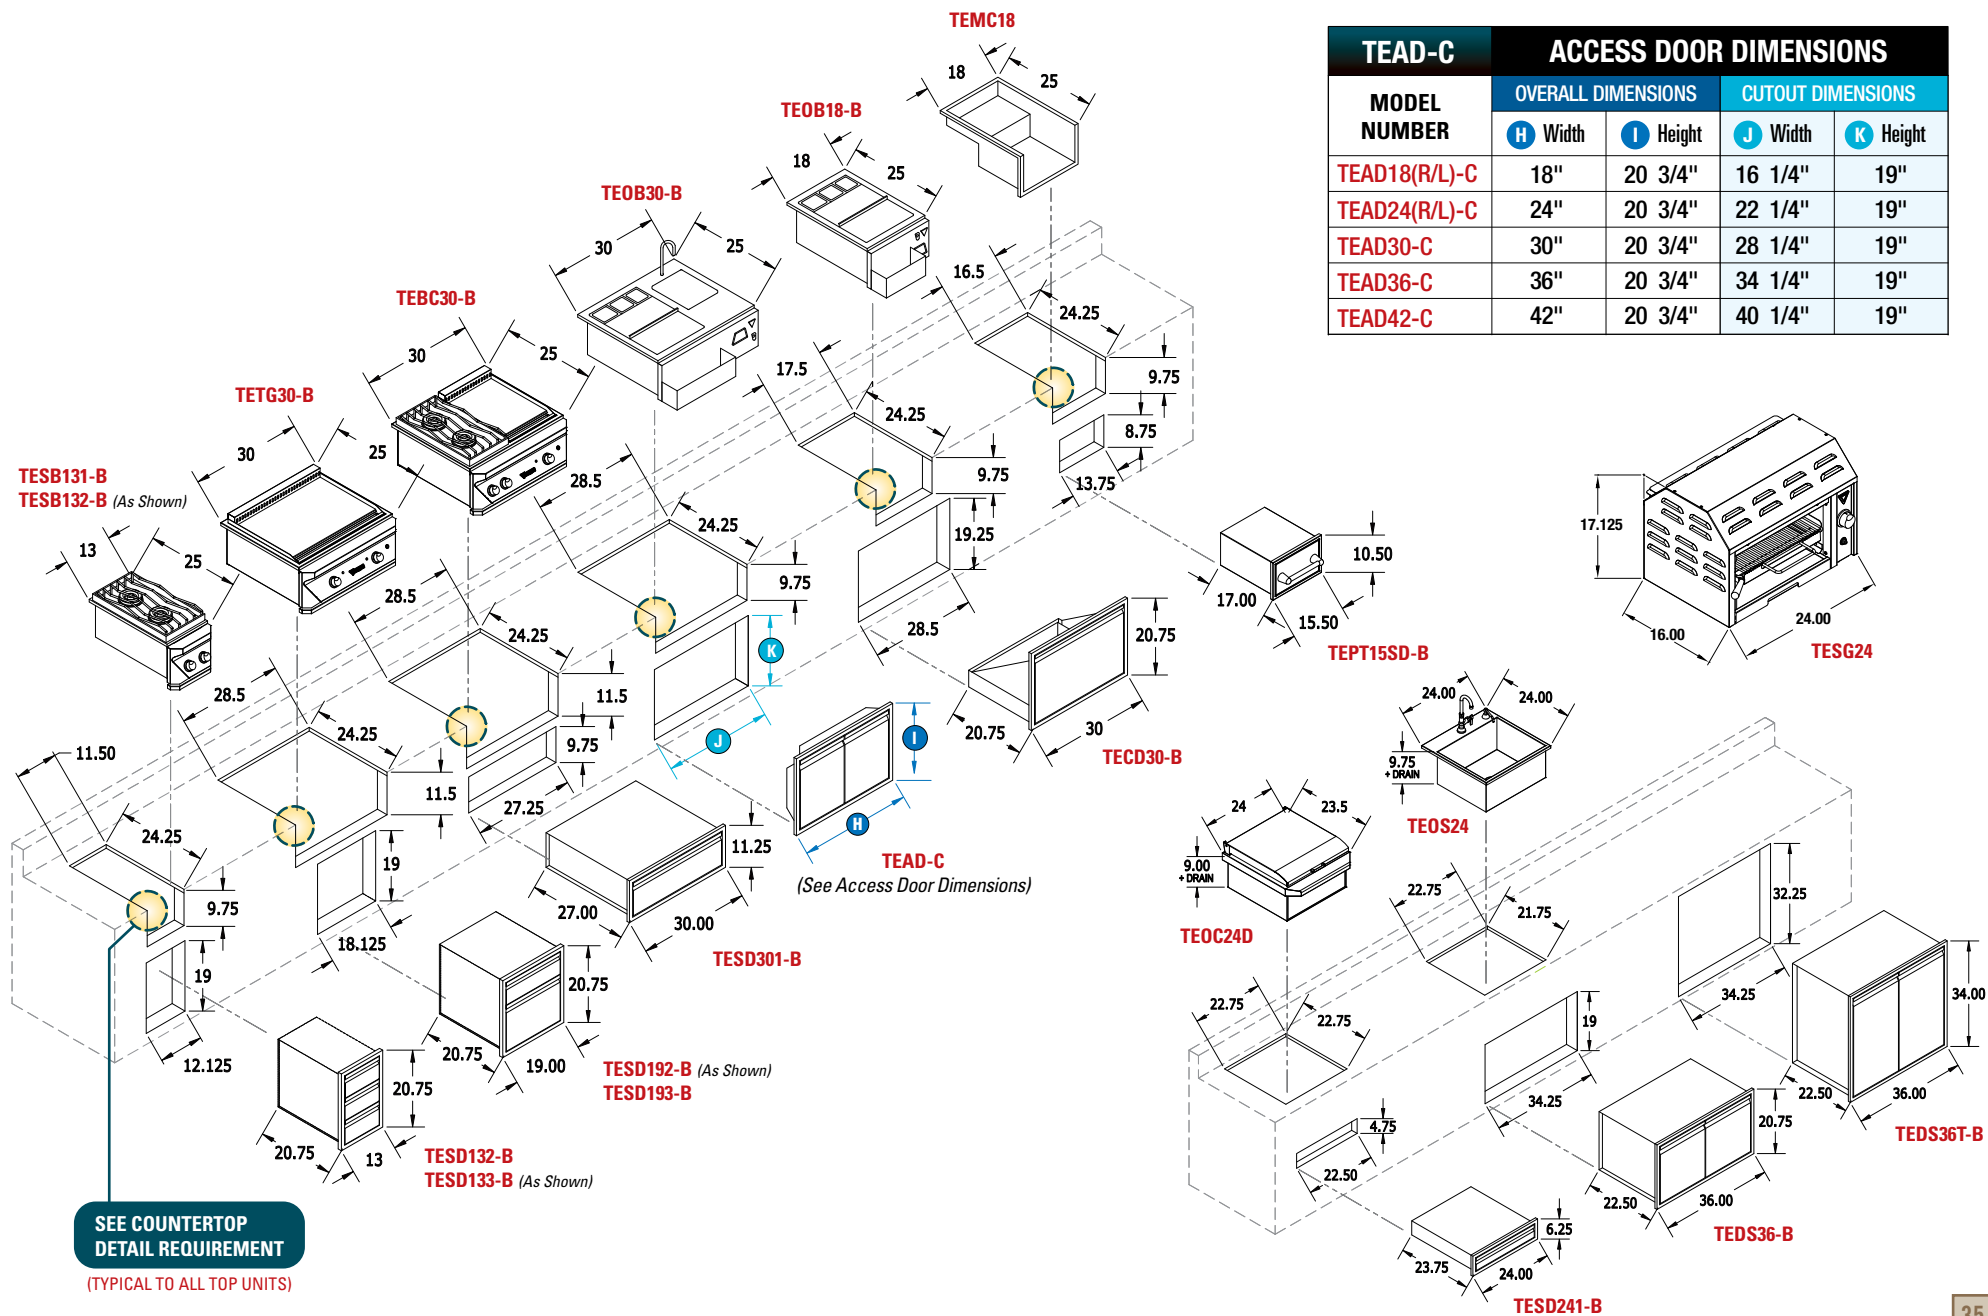 TEMC18
18
25
TEAD-C ACCESS DOOR DIMENSIONS
MODEL NUMBER OVERALL DIMENSIONS CUTOUT DIMENSIONS
H Width I Height J Width K Height
TEAD18(R/L)-C 18" 20 3/4" 16 1/4" 19"
TEAD24(R/L)-C 24" 20 3/4" 22 1/4" 19"
TEAD30-C 30" 20 3/4" 28 1/4" 19"
TEAD36-C 36" 20 3/4" 34 1/4" 19"
TEAD42-C 42" 20 3/4" 40 1/4" 19"
TEOB18-B
18
25
TEOB30-B
30
25
TEBC30-B
30
25
TETG30-B
30
25
TESB131-B
TESB132-B (As Shown)
13
25
16.5
24.25
9.75
8.75
13.75
17.5
24.25
9.75
19.25
28.5
28.5
24.25
9.75
K
J
28.5
24.25
11.5
9.75
27.25
28.5
24.25
11.5
19
18.125
11.50
24.25
9.75
19
12.125
10.50
17.00
15.50
TEPT15SD-B
20.75
20.75
30
TECD30-B
I
H
TEAD-C
(See Access Door Dimensions)
11.25
27.00
30.00
TESD301-B
20.75
20.75
19.00
TESD192-B (As Shown)
TESD193-B
20.75
20.75
13
TESD132-B
TESD133-B (As Shown)
SEE COUNTERTOP
DETAIL REQUIREMENT
(TYPICAL TO ALL TOP UNITS)
17.125
16.00
24.00
TESG24
24.00
24.00
9.75
+ DRAIN
TEOS24
24
23.5
9.00
+ DRAIN
TEOC24D
22.75
21.75
32.25
34.25
22.75
22.75
19
34.25
4.75
22.50
34.00
22.50
36.00
TEDS36T-B
20.75
22.50
36.00
TEDS36-B
6.25
23.75
24.00
TESD241-B
35